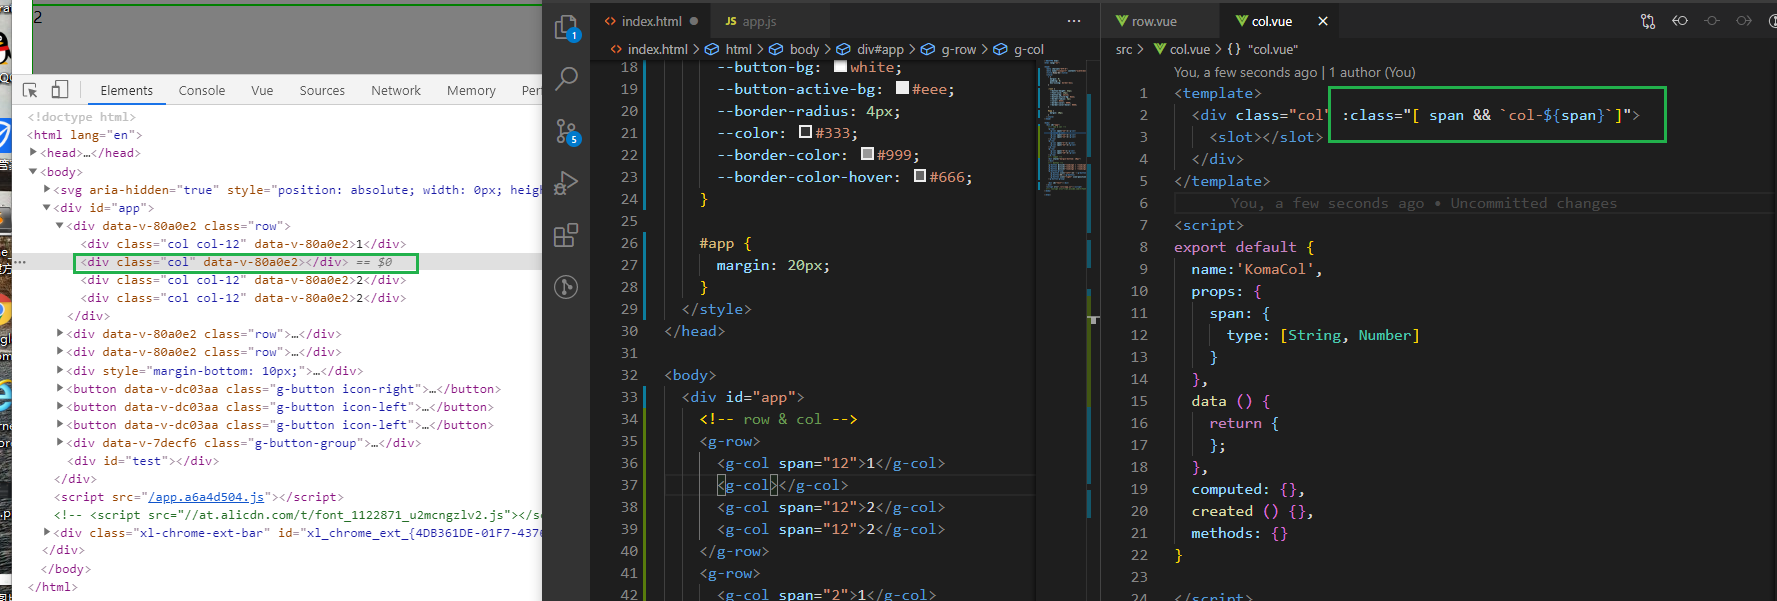 2
Elements Console Vue Sources Network Memory Per
<!doctype html>
<html lang="en">
<head>…</head>
<body>
<svg aria-hidden="true" style="position: absolute; width: 0px; heig
<div id="app">
<div data-v-80a0e2 class="row">
<div class="col col-12" data-v-80a0e2>1</div>
<div class="col" data-v-80a0e2></div> == $0
<div class="col col-12" data-v-80a0e2>2</div>
<div class="col col-12" data-v-80a0e2>2</div>
</div>
<div data-v-80a0e2 class="row">…</div>
<div data-v-80a0e2 class="row">…</div>
<div style="margin-bottom: 10px;">…</div>
<button data-v-dc03aa class="g-button icon-right">…</button>
<button data-v-dc03aa class="g-button icon-left">…</button>
<button data-v-dc03aa class="g-button icon-left">…</button>
<div data-v-7decf6 class="g-button-group">…</div>
<div id="test"></div>
</div>
<script src="/app.a6a4d504.js"></script>
<!-- <script src="//at.alicdn.com/t/font_1122871_u2mcngzlv2.js"></s
<div class="xl-chrome-ext-bar" id="xl_chrome_ext_{4DB361DE-01F7-4376
</div>
</body>
</html>
1
5
index.html JS app.js ···
index.html > html > body > div#app > g-row > g-col
18 --button-bg: white;
19 --button-active-bg: #eee;
20 --border-radius: 4px;
21 --color: #333;
22 --border-color: #999;
23 --border-color-hover: #666;
24 }
25
26 #app {
27 margin: 20px;
28 }
29 </style>
30 </head>
31
32 <body>
33 <div id="app">
34 <!-- row & col -->
35 <g-row>
36 <g-col span="12">1</g-col>
37 <g-col></g-col>
38 <g-col span="12">2</g-col>
39 <g-col span="12">2</g-col>
40 </g-row>
41 <g-row>
42 <g-col span="2">1</g-col>
row.vue col.vue ×
src > col.vue > {} "col.vue"
You, a few seconds ago | 1 author (You)
1 <template>
2 <div class="col" :class="[ span && `col-${span}`]">
3 <slot></slot>
4 </div>
5 </template>
6 You, a few seconds ago • Uncommitted changes
7 <script>
8 export default {
9 name:'KomaCol',
10 props: {
11 span: {
12 type: [String, Number]
13 }
14 },
15 data () {
16 return {
17 };
18 },
19 computed: {},
20 created () {},
21 methods: {}
22 }
23
24 </script>